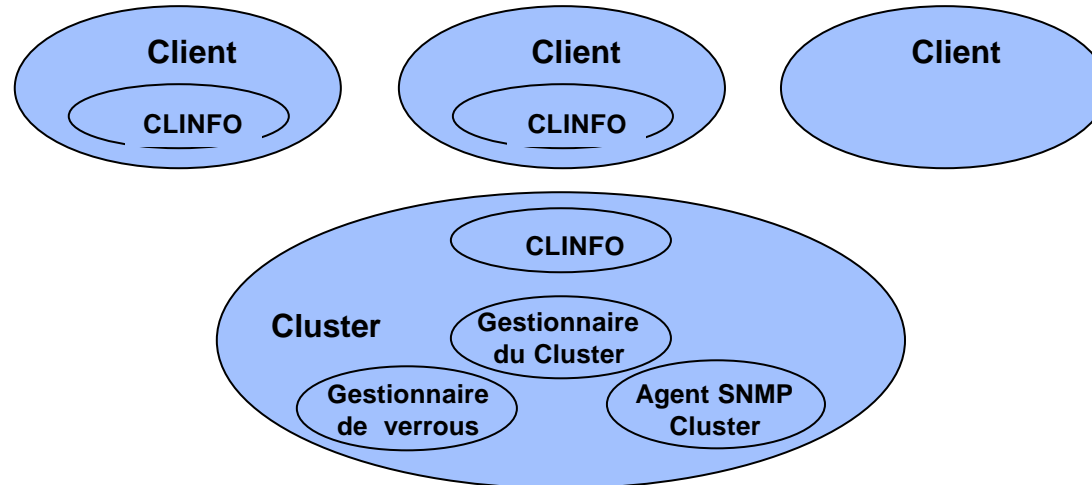 Client
Client
Client
CLINFO
CLINFO
CLINFO
Cluster
Gestionnaire
du Cluster
Gestionnaire
de verrous
Agent SNMP
Cluster